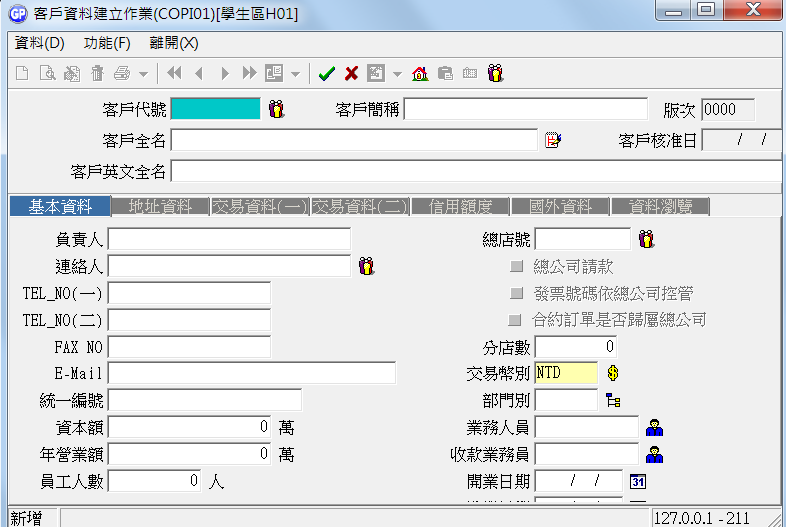 GP 客戶資料建立作業(COPI01)[學生區H01]
資料(D) 功能(F) 離開(X)
客戶代號 客戶簡稱 版次 0000
客戶全名 客戶核准日 / /
客戶英文全名
基本資料 地址資料 交易資料(一) 交易資料(二) 信用額度 國外資料 資料瀏覽
負責人 總店號
連絡人 總公司請款
TEL_NO(一) 發票號碼依總公司控管
TEL_NO(二) 合約訂單是否歸屬總公司
FAX NO 分店數 0
E-Mail 交易幣別 NTD
統一編號 部門別
資本額 0 萬 業務人員
年營業額 0 萬 收款業務員
員工人數 0 人 開業日期 / / 31
新增 127.0.0.1 - 211